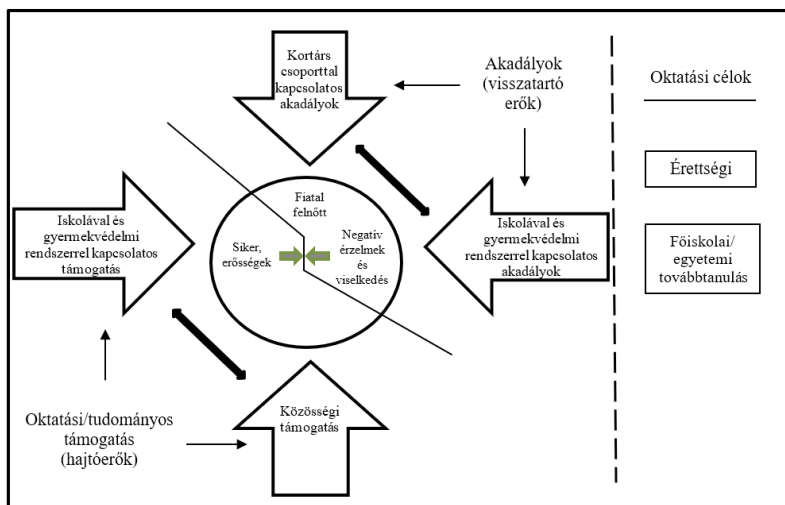 Kortárs
csoporttal
kapcsolatos
akadályok
Akadályok
(visszatartó
erők)
Oktatási célok
Érettségi
Főiskolai/
egyetemi
továbbtanulás
Iskolával és
gyermekvédelmi
rendszerrel kapcsolatos
támogatás
Fiatal
felnőtt
Siker,
erősségek
Negatív
érzelmek
és
viselkedés
Iskolával és
gyermekvédelmi
rendszerrel kapcsolatos
akadályok
Oktatási/tudományos
támogatás
(hajtóerők)
Közösségi
támogatás